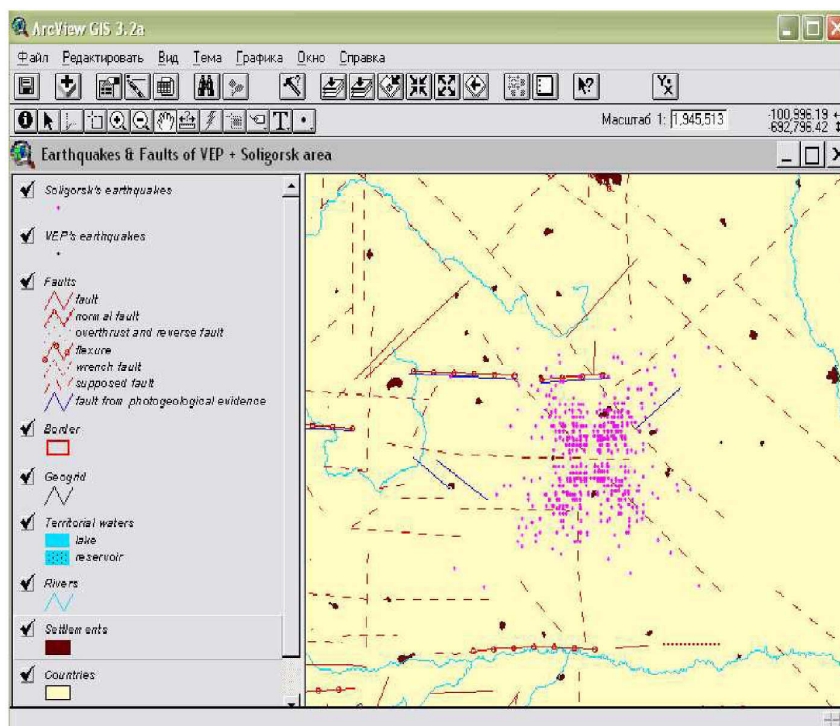 ArcView GIS 3.2a
Файл Редактировать Вид Тема Графика Окно Справка
Масштаб 1: 1,945,513
-100,996.19
-692,796.42
Earthquakes & Faults of VEP + Soligorsk area
Soligorsk's earthquakes
VEP's earthquakes
Faults
fault
normal fault
overthrust and reverse fault
flexure
wrench fault
supposed fault
fault from photogeological evidence
Border
Geogrid
Territorial waters
lake
reservoir
Rivers
Settlements
Countries